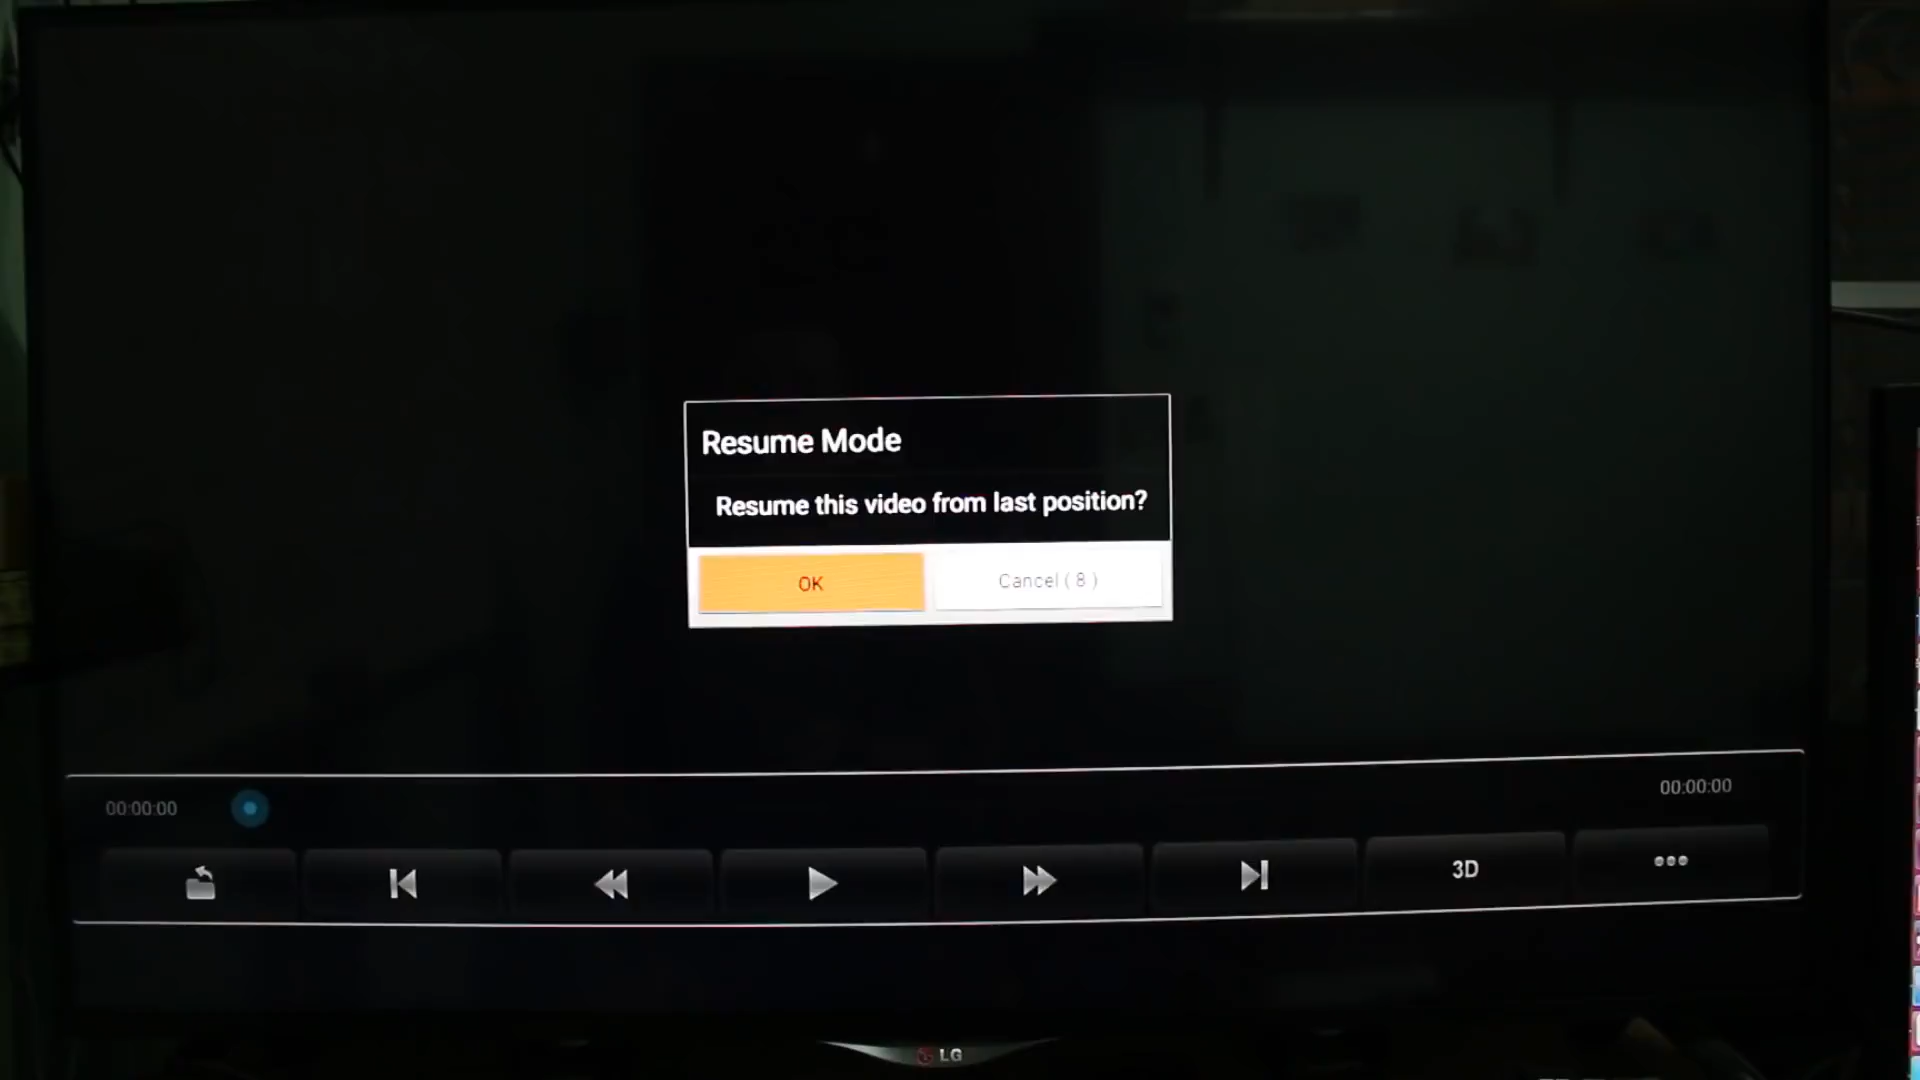 Resume Mode
Resume this video from last position?
OK
Cancel ( 8 )
00:00:00
00:00:00
3D
LG